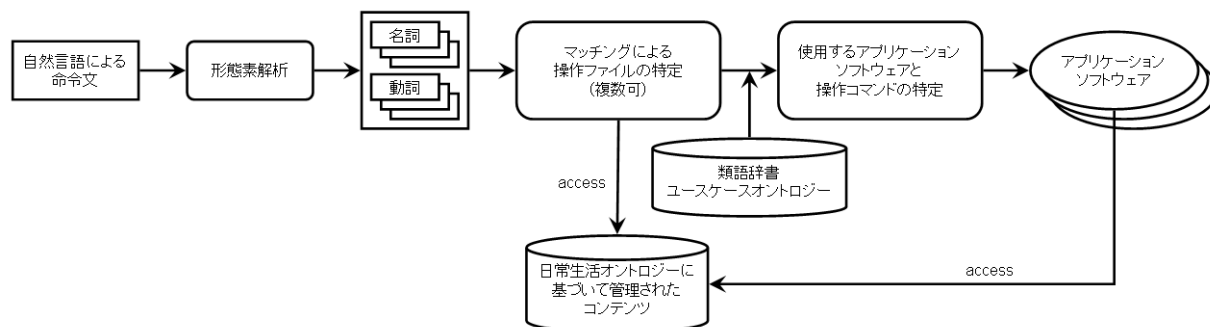 自然言語による
命令文
形態素解析
名詞
動詞
マッチングによる
操作ファイルの特定
(複数可)
使用するアプリケーション
ソフトウェアと
操作コマンドの特定
アプリケーション
ソフトウェア
access
類語辞書
ユースケースオントロジー
日常生活オントロジーに
基づいて管理された
コンテンツ
access